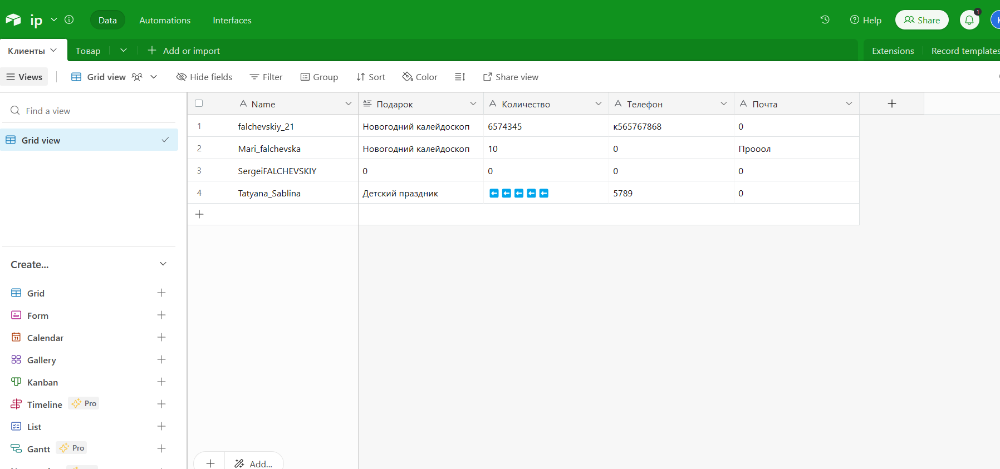 ip Data Automations Interfaces Help Share 1
Клиенты Товар Add or import Extensions Record templates
Views Grid view Hide fields Filter Group Sort Color Share view
Find a view
Grid view
Name Подарок Количество Телефон Почта
1 falchevskiy_21 Новогодний калейдоскоп 6574345 к565767868 0
2 Mari_falchevska Новогодний калейдоскоп 10 0 Прооол
3 SergeiFALCHEVSKIY 0 0 0 0
4 Tatyana_Sablina Детский праздник ⬅️⬅️⬅️⬅️⬅️ 5789 0
Create...
Grid
Form
31 Calendar
Gallery
Kanban
Timeline Pro
List
Gantt Pro
Add...